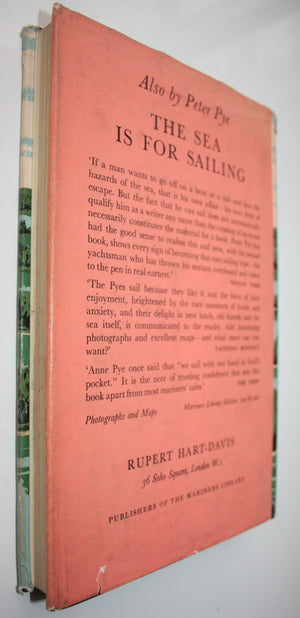 Also by Peter Pye
THE SEA
IS FOR SAILING
'If a man wants to go off on a boat or a raft and face the
hazards of the sea, that is his own affair - his own form of
escape. But the fact that he can sail does not automatically
qualify him as a writer any more than the crossing of an ocean
necessarily constitutes the material for a book. Peter Pye has
had the good sense to realise this and now, with his second
book, shows every sign of becoming that rare sailing type - the
yachtsman who has thrown his sextant overboard and taken
to the pen in real earnest.'
SUNDAY TIMES
'The Pyes sail because they like it and the force of their
enjoyment, heightened by the rare moments of doubt and
anxiety, and their delight in new lands, old friends and the
sea itself, is communicated to the reader. Add interesting
photographs and excellent maps - and what more can you
want?'
YACHTING MONTHLY
'Anne Pye once said that "we sail with one hand in God's
pocket." It is the note of trusting confidence that sets this
book apart from most mariners' tales.'
THE TIMES
Photographs and Maps
Mariners Library Edition
net
RUPERT HART-DAVIS
36 Soho Square, London W.1
PUBLISHERS OF THE MARINERS LIBRARY